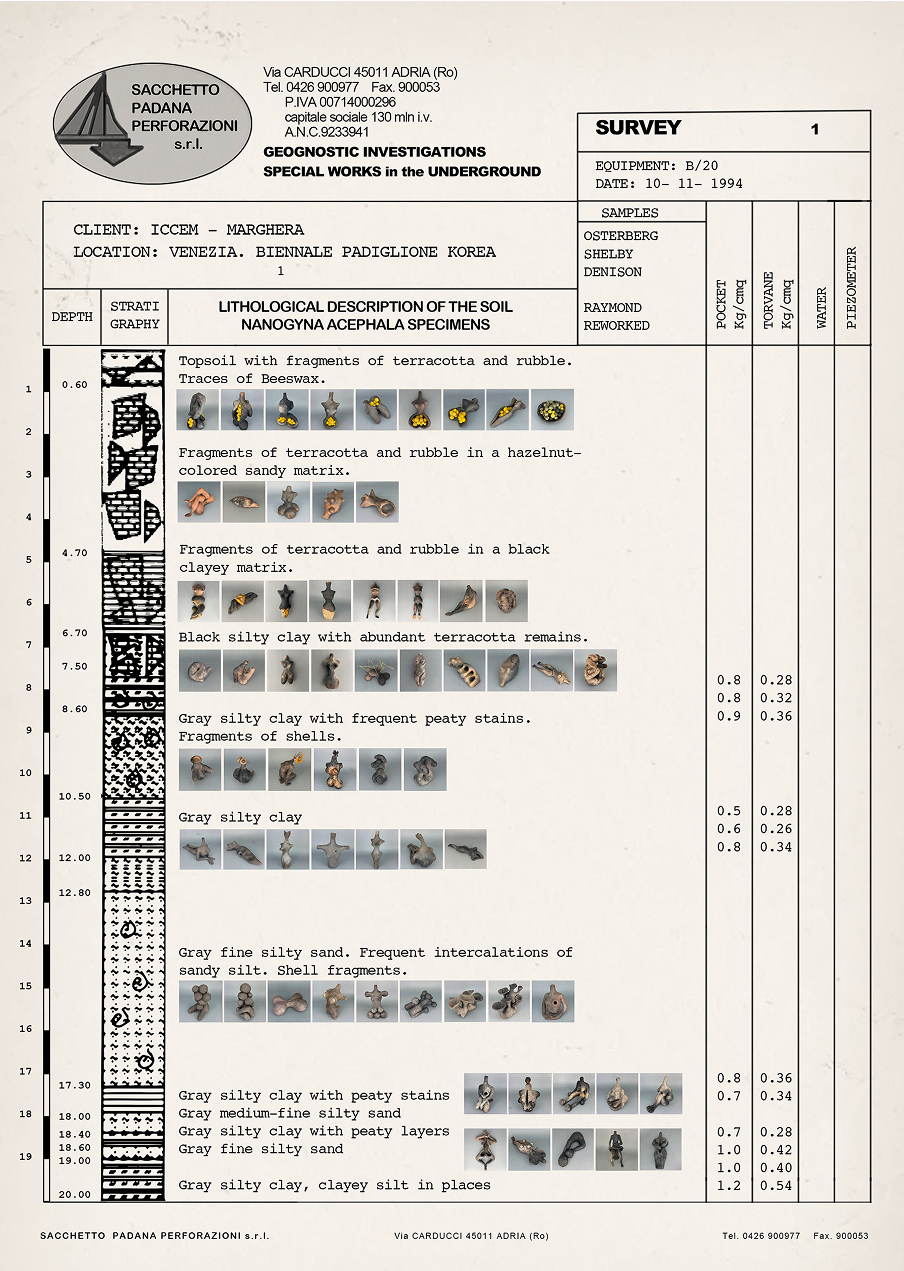 SACCHETTO
PADANA
PERFORAZIONI
s.r.l.
Via CARDUCCI 45011 ADRIA (Ro)
Tel. 0426 900977 Fax. 900053
P.IVA 00714000296
capitale sociale 130 mln i.v.
A.N.C.9233941
GEOGNOSTIC INVESTIGATIONS
SPECIAL WORKS in the UNDERGROUND
SURVEY 1
EQUIPMENT: B/20
DATE: 10- 11- 1994
CLIENT: ICCEM - MARGHERA
LOCATION: VENEZIA. BIENNALE PADIGLIONE KOREA
1
SAMPLES
OSTERBERG
SHELBY
DENISON
RAYMOND
REWORKED
POCKET
Kg/cmq
TORVANE
Kg/cmq
WATER
PIEZOMETER
DEPTH
STRATI
GRAPHY
LITHOLOGICAL DESCRIPTION OF THE SOIL
NANOGYNA ACEPHALA SPECIMENS
Topsoil with fragments of terracotta and rubble.
Traces of Beeswax.
1 0.60
2
Fragments of terracotta and rubble in a hazelnut-
colored sandy matrix.
3
4
4.70 Fragments of terracotta and rubble in a black
clayey matrix.
5
6
6.70 Black silty clay with abundant terracotta remains.
7
7.50
8 0.8 0.28
0.8 0.32
8.60 0.9 0.36
Gray silty clay with frequent peaty stains.
Fragments of shells.
9
10
10.50
11 Gray silty clay 0.5 0.28
0.6 0.26
12 12.00 0.8 0.34
12.80
13
14
Gray fine silty sand. Frequent intercalations of
sandy silt. Shell fragments.
15
16
17 0.8 0.36
17.30 Gray silty clay with peaty stains 0.7 0.34
18 18.00 Gray medium-fine silty sand
18.40 Gray silty clay with peaty layers 0.7 0.28
18.60 Gray fine silty sand 1.0 0.42
19 19.00 1.0 0.40
20.00 Gray silty clay, clayey silt in places 1.2 0.54
SACCHETTO PADANA PERFORAZIONI s.r.l. Via CARDUCCI 45011 ADRIA (Ro) Tel. 0426 900977 Fax. 900053